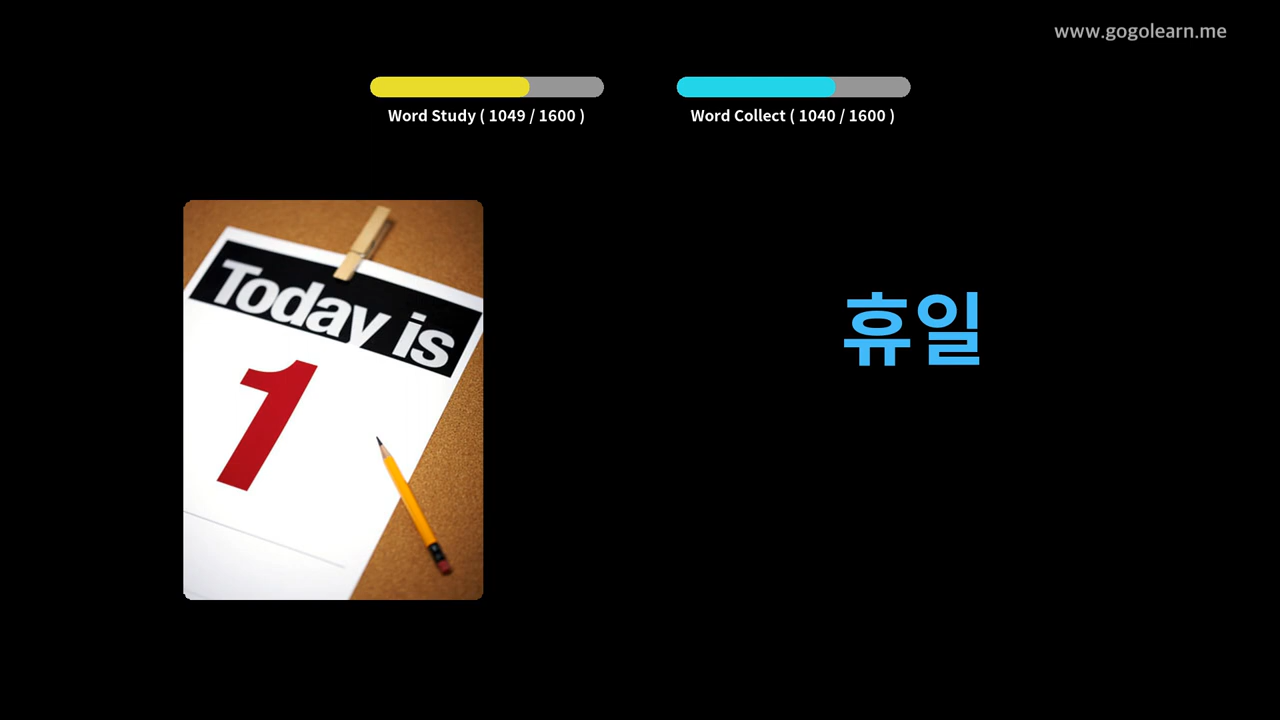 www.gogolearn.me
Word Study ( 1049 / 1600 )
Word Collect ( 1040 / 1600 )
Today is
1
휴일